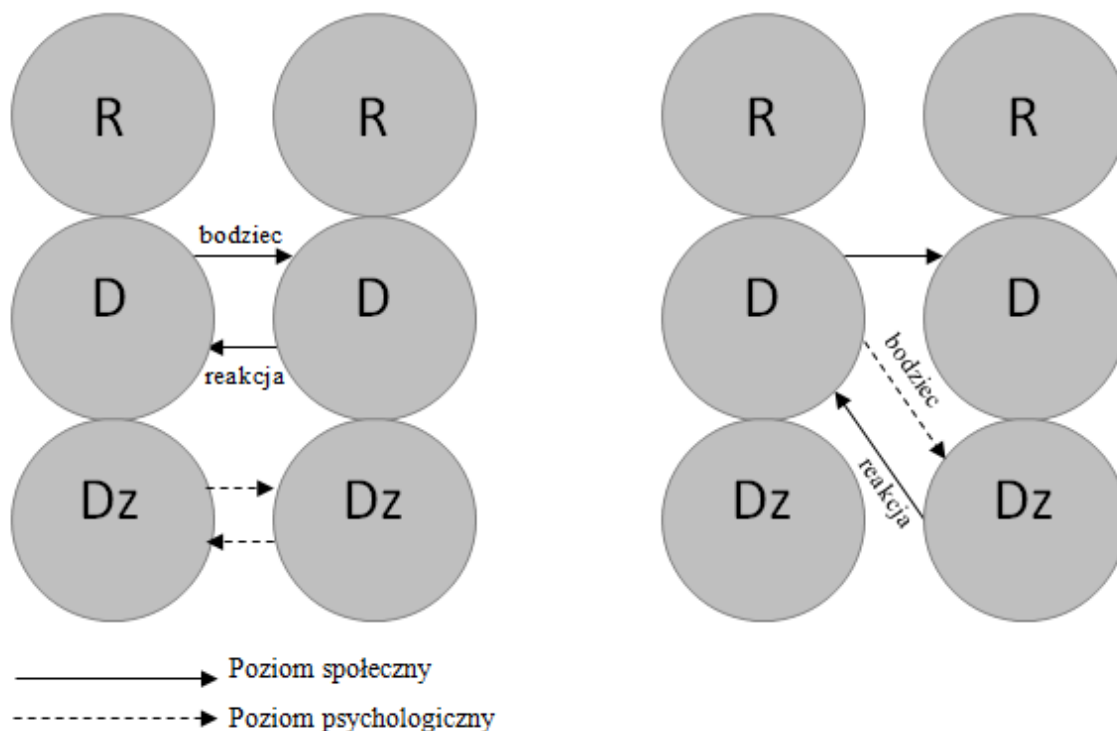 R R R R
bodziec
D D D D
bodziec
reakcja
reakcja
Dz Dz Dz Dz
Poziom społeczny
Poziom psychologiczny